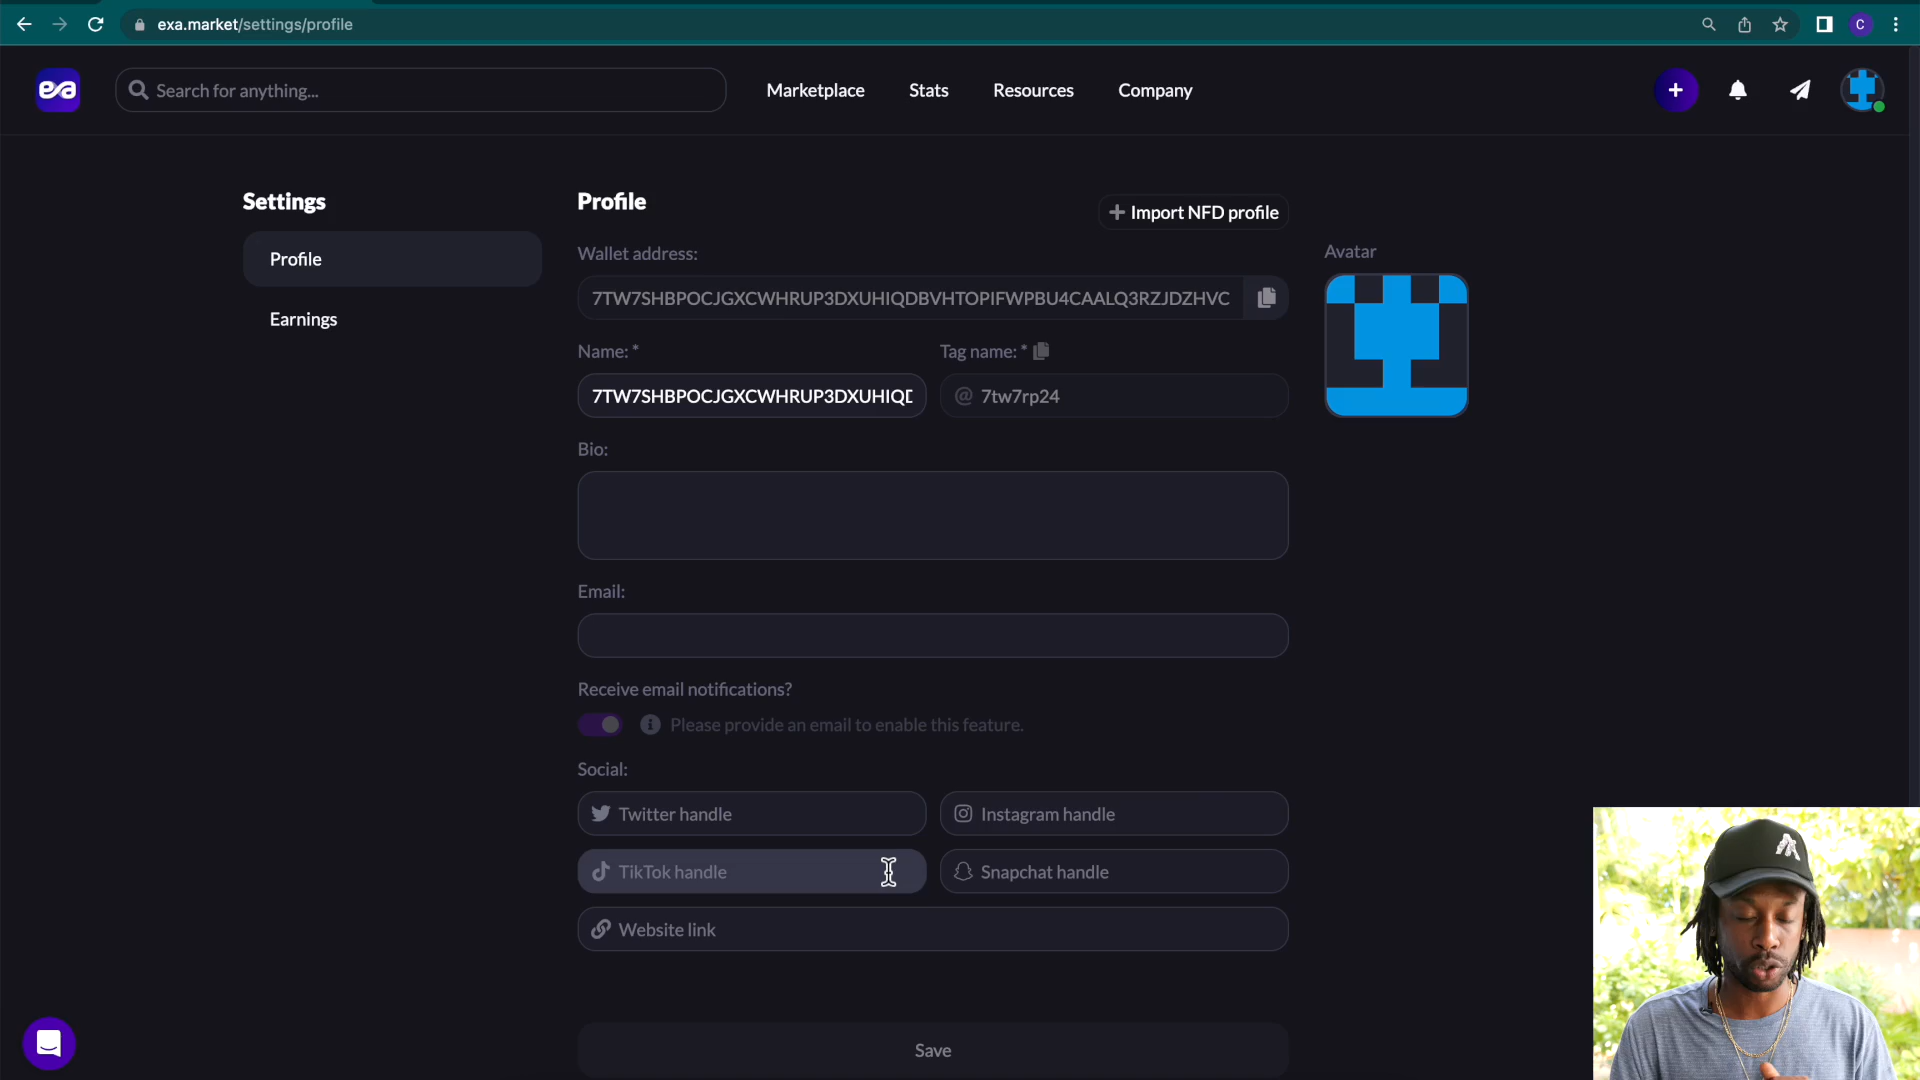 exa.market/settings/profile
C
exa
Search for anything...
Marketplace
Stats
Resources
Company
Settings
Profile
Earnings
Profile
Import NFD profile
Wallet address:
7TW7SHBPOCJGXCWHRUP3DXUHIQDBVHTOPIFWPBU4CAALQ3RZJDZHVC
Avatar
Name: *
Tag name: *
7TW7SHBPOCJGXCWHRUP3DXUHIQD
@ 7tw7rp24
Bio:
Email:
Receive email notifications?
Please provide an email to enable this feature.
Social:
Twitter handle
Instagram handle
TikTok handle
Snapchat handle
Website link
Save